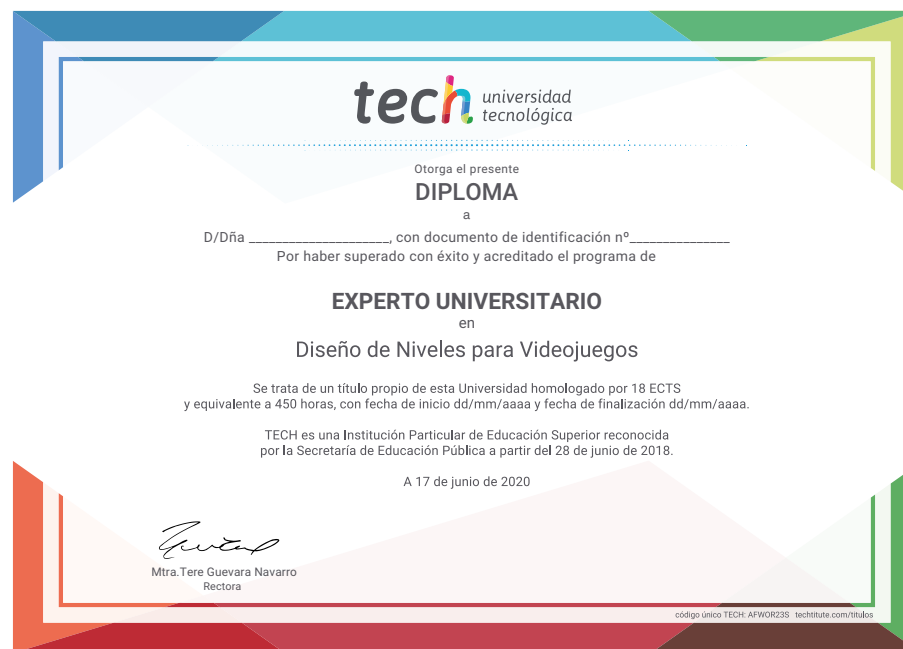 tech universidad
tecnológica
Otorga el presente
DIPLOMA
a
D/Dña ______________________, con documento de identificación nº________________
Por haber superado con éxito y acreditado el programa de
EXPERTO UNIVERSITARIO
en
Diseño de Niveles para Videojuegos
Se trata de un título propio de esta Universidad homologado por 18 ECTS
y equivalente a 450 horas, con fecha de inicio dd/mm/aaaa y fecha de finalización dd/mm/aaaa.
TECH es una Institución Particular de Educación Superior reconocida
por la Secretaría de Educación Pública a partir del 28 de junio de 2018.
A 17 de junio de 2020
Mtra.Tere Guevara Navarro
Rectora
código único TECH: AFWOR23S techtitute.com/títulos